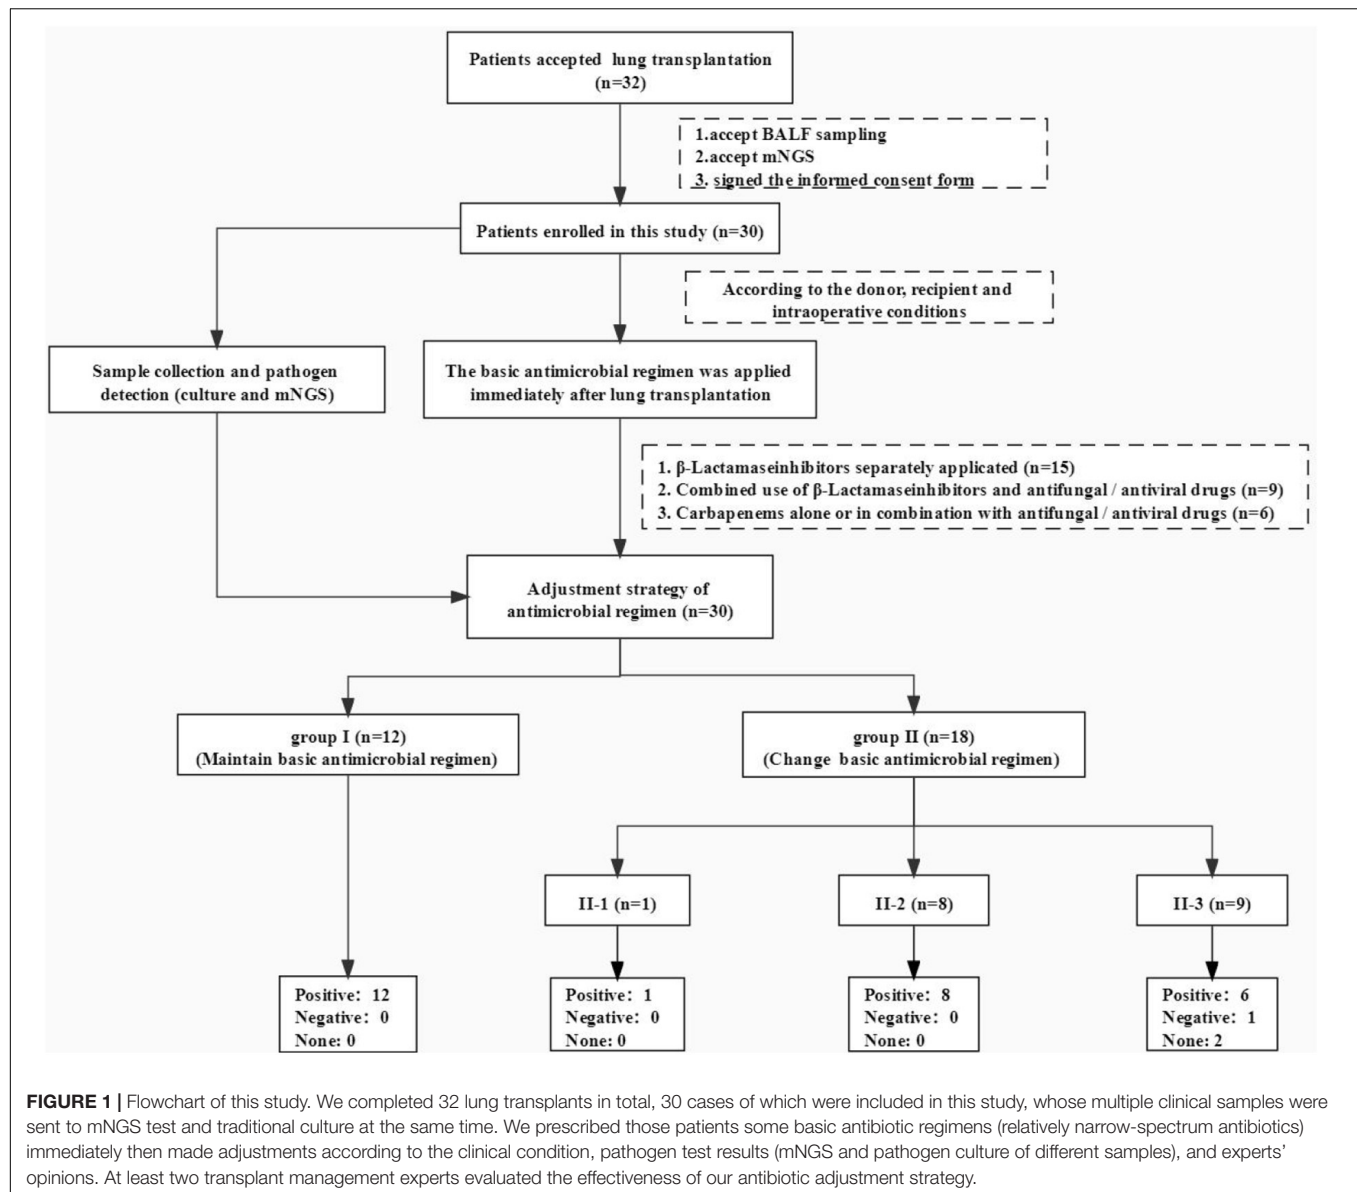 Patients accepted lung transplantation
(n=32)
1.accept BALF sampling
2.accept mNGS
3. signed the informed consent form
Patients enrolled in this study (n=30)
According to the donor, recipient and
intraoperative conditions
Sample collection and pathogen
detection (culture and mNGS)
The basic antimicrobial regimen was applied
immediately after lung transplantation
1. β-Lactamaseinhibitors separately applicated (n=15)
2. Combined use of β-Lactamaseinhibitors and antifungal / antiviral drugs (n=9)
3. Carbapenems alone or in combination with antifungal / antiviral drugs (n=6)
Adjustment strategy of
antimicrobial regimen (n=30)
group I (n=12)
(Maintain basic antimicrobial regimen)
group II (n=18)
(Change basic antimicrobial regimen)
II-1 (n=1)
II-2 (n=8)
II-3 (n=9)
Positive: 12
Negative: 0
None: 0
Positive: 1
Negative: 0
None: 0
Positive: 8
Negative: 0
None: 0
Positive: 6
Negative: 1
None: 2
FIGURE 1 | Flowchart of this study. We completed 32 lung transplants in total, 30 cases of which were included in this study, whose multiple clinical samples were
sent to mNGS test and traditional culture at the same time. We prescribed those patients some basic antibiotic regimens (relatively narrow-spectrum antibiotics)
immediately then made adjustments according to the clinical condition, pathogen test results (mNGS and pathogen culture of different samples), and experts'
opinions. At least two transplant management experts evaluated the effectiveness of our antibiotic adjustment strategy.